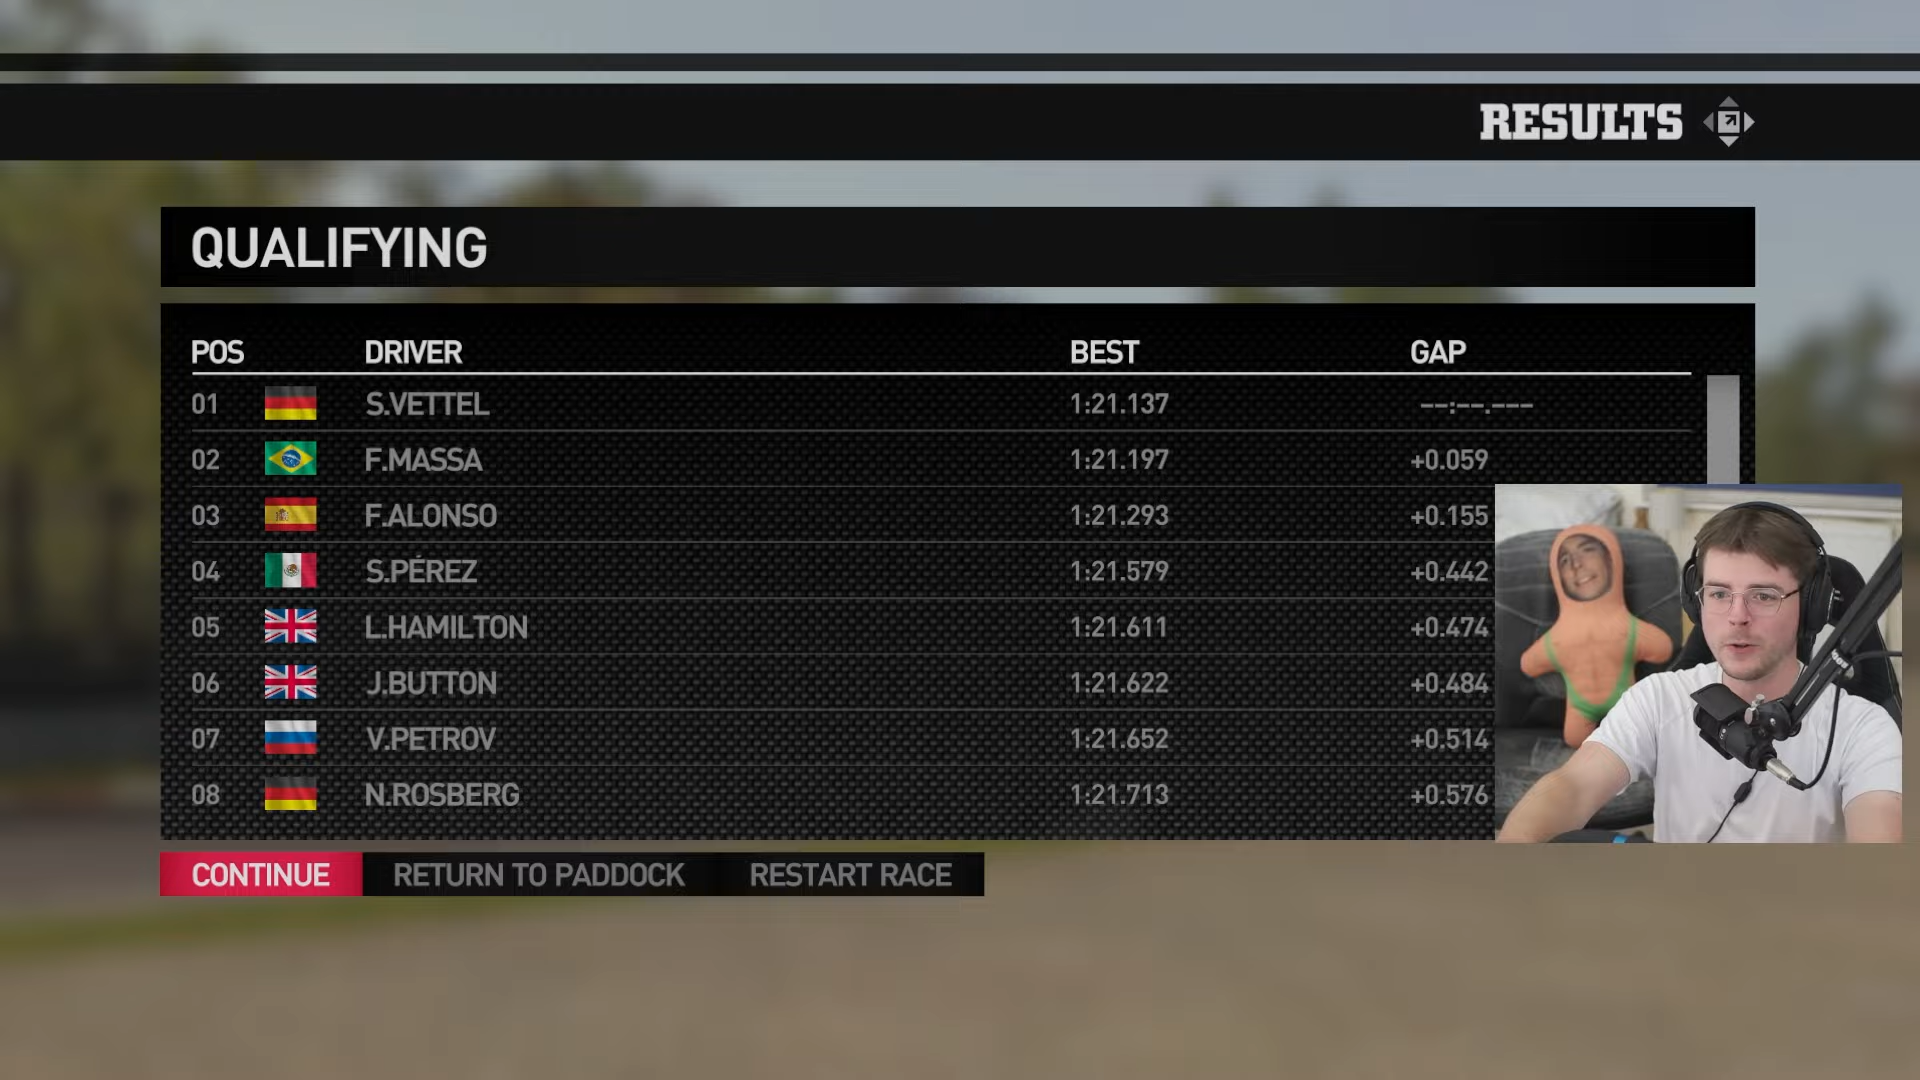 RESULTS
QUALIFYING
POS DRIVER BEST GAP
01 S.VETTEL 1:21.137 --:--.---
02 F.MASSA 1:21.197 +0.059
03 F.ALONSO 1:21.293 +0.155
04 S.PÉREZ 1:21.579 +0.442
05 L.HAMILTON 1:21.611 +0.474
06 J.BUTTON 1:21.622 +0.484
07 V.PETROV 1:21.652 +0.514
08 N.ROSBERG 1:21.713 +0.576
CONTINUE RETURN TO PADDOCK RESTART RACE